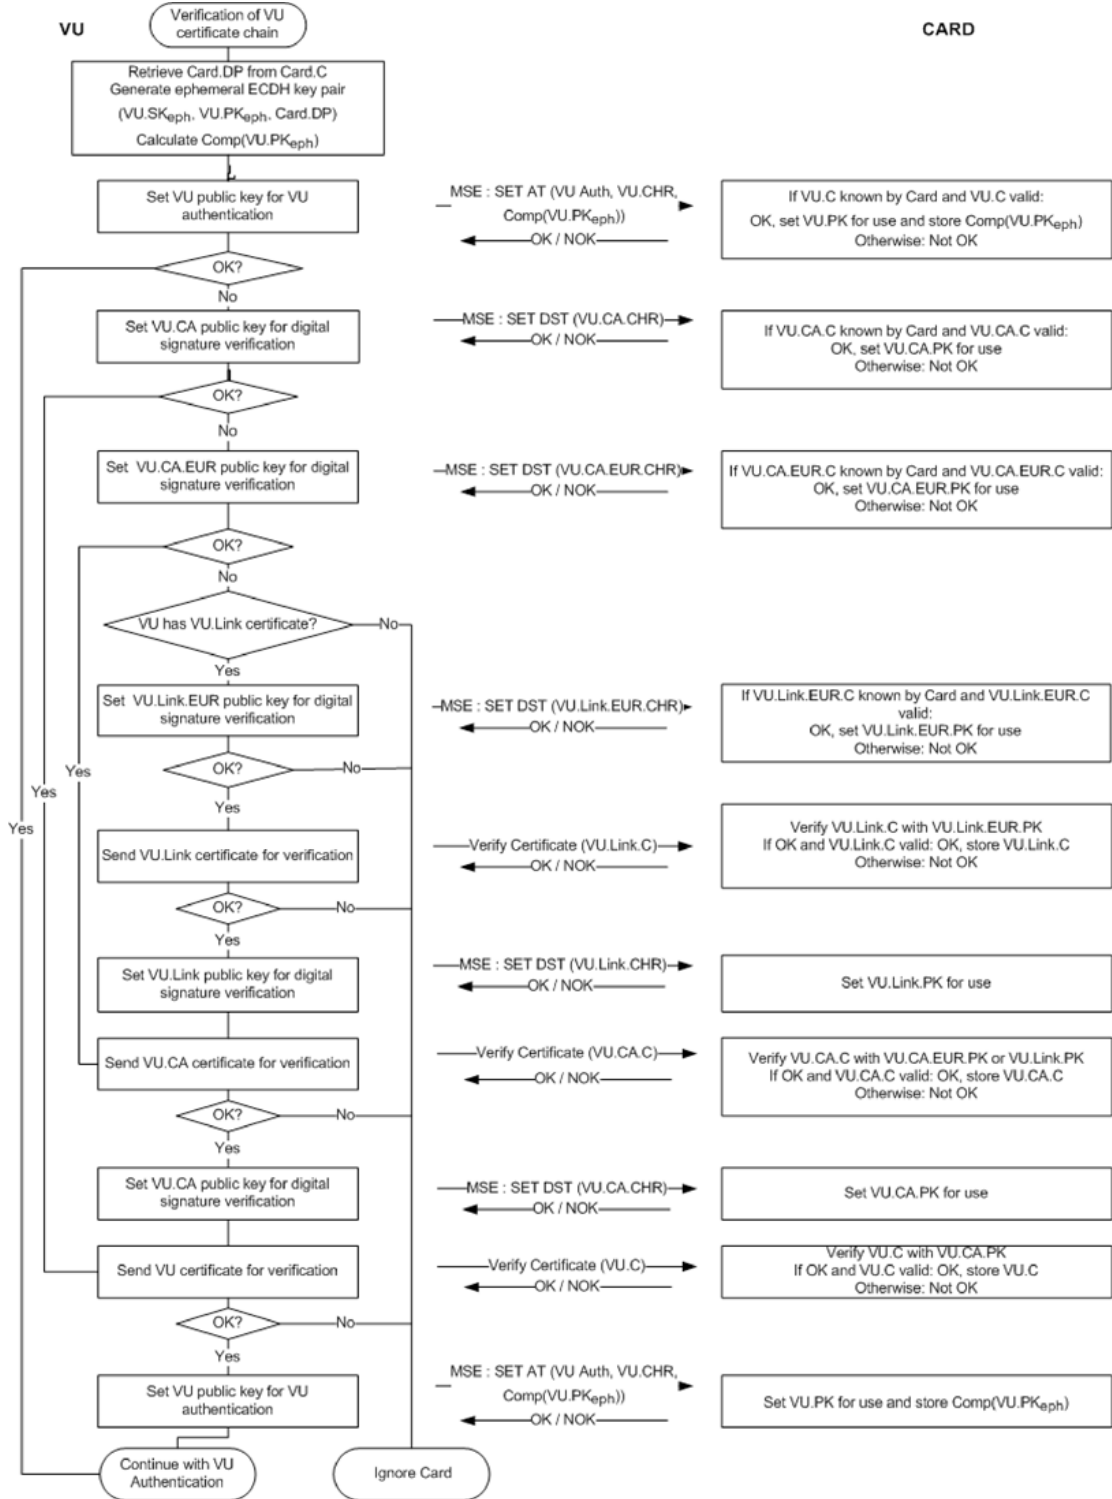 VU
CARD
Verification of VU
certificate chain
Retrieve Card.DP from Card.C
Generate ephemeral ECDH key pair
(VU.SKeph, VU.PKeph, Card.DP)
Calculate Comp(VU.PKeph)
Set VU public key for VU
authentication
MSE : SET AT (VU Auth, VU.CHR,
Comp(VU.PKeph))
OK / NOK
If VU.C known by Card and VU.C valid:
OK, set VU.PK for use and store Comp(VU.PKeph)
Otherwise: Not OK
OK?
No
Set VU.CA public key for digital
signature verification
MSE : SET DST (VU.CA.CHR)
OK / NOK
If VU.CA.C known by Card and VU.CA.C valid:
OK, set VU.CA.PK for use
Otherwise: Not OK
OK?
No
Set VU.CA.EUR public key for digital
signature verification
MSE : SET DST (VU.CA.EUR.CHR)
OK / NOK
If VU.CA.EUR.C known by Card and VU.CA.EUR.C valid:
OK, set VU.CA.EUR.PK for use
Otherwise: Not OK
OK?
No
VU has VU.Link certificate?
No
Yes
Set VU.Link.EUR public key for digital
signature verification
MSE : SET DST (VU.Link.EUR.CHR)
OK / NOK
If VU.Link.EUR.C known by Card and VU.Link.EUR.C
valid:
OK, set VU.Link.EUR.PK for use
Otherwise: Not OK
OK?
No
Yes
Yes
Yes
Yes
Send VU.Link certificate for verification
Verify Certificate (VU.Link.C)
OK / NOK
Verify VU.Link.C with VU.Link.EUR.PK
If OK and VU.Link.C valid: OK, store VU.Link.C
Otherwise: Not OK
OK?
No
Yes
Set VU.Link public key for digital
signature verification
MSE : SET DST (VU.Link.CHR)
OK / NOK
Set VU.Link.PK for use
Send VU.CA certificate for verification
Verify Certificate (VU.CA.C)
OK / NOK
Verify VU.CA.C with VU.CA.EUR.PK or VU.Link.PK
If OK and VU.CA.C valid: OK, store VU.CA.C
Otherwise: Not OK
OK?
No
Yes
Set VU.CA public key for digital
signature verification
MSE : SET DST (VU.CA.CHR)
OK / NOK
Set VU.CA.PK for use
Send VU certificate for verification
Verify Certificate (VU.C)
OK / NOK
Verify VU.C with VU.CA.PK
If OK and VU.C valid: OK, store VU.C
Otherwise: Not OK
OK?
No
Yes
Set VU public key for VU
authentication
MSE : SET AT (VU Auth, VU.CHR,
Comp(VU.PKeph))
OK / NOK
Set VU.PK for use and store Comp(VU.PKeph)
Continue with VU
Authentication
Ignore Card